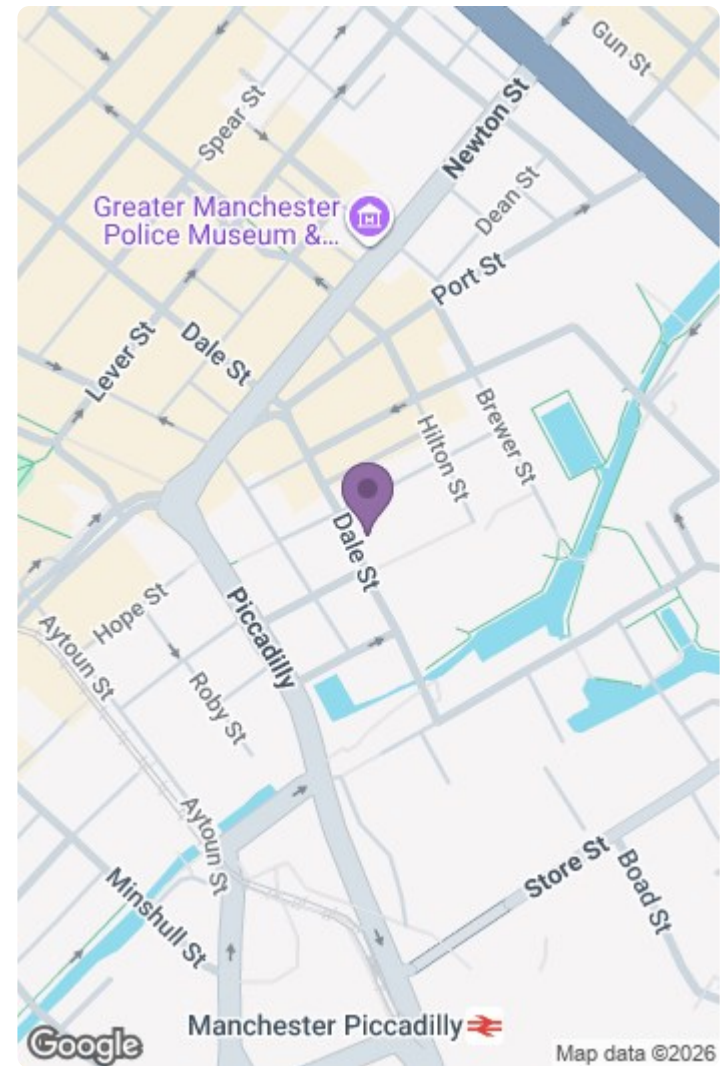 Gun St
Spear St
Newton St
Greater Manchester
Police Museum &...
Dean St
Port St
Lever St
Dale St
Brewer St
Hilton St
Dale St
Hope St
Piccadilly
Aytoun St
Roby St
Aytoun St
Minshull St
Store St
Boad St
Manchester Piccadilly
Google
Map data ©2026